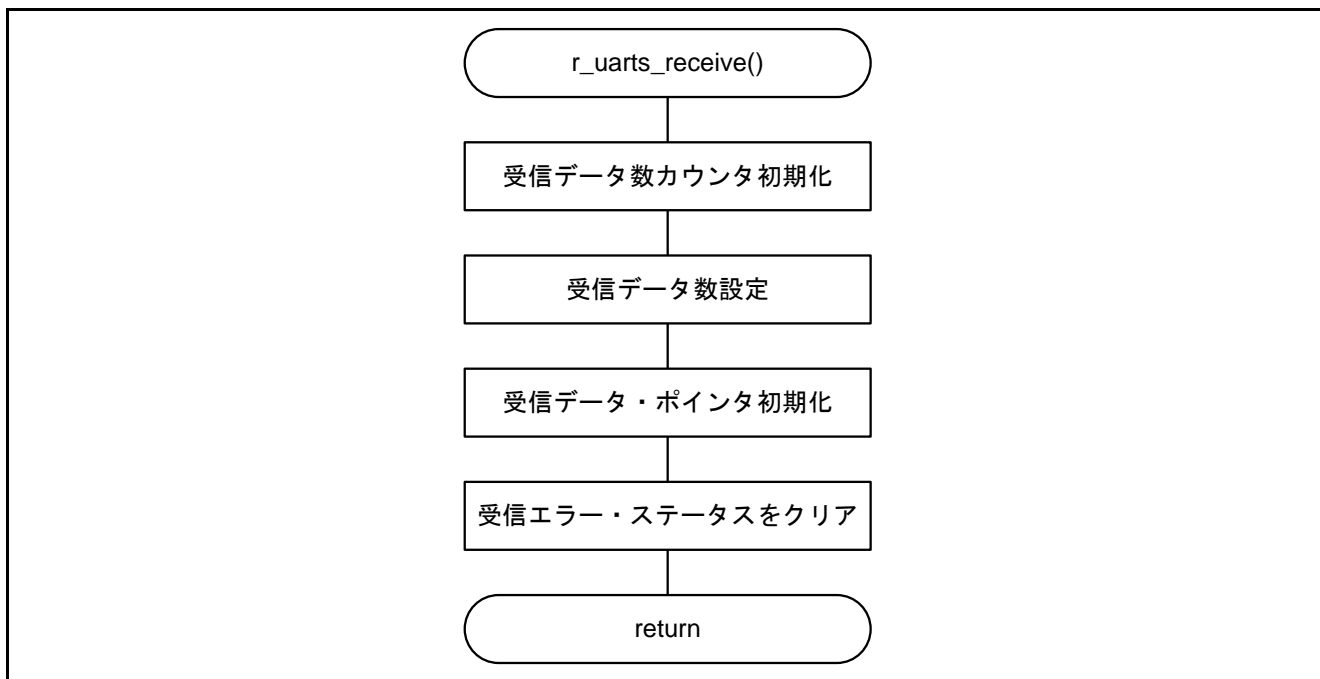 r_uarts_receive()
受信データ数カウンタ初期化
受信データ数設定
受信データ・ポインタ初期化
受信エラー・ステータスをクリア
return